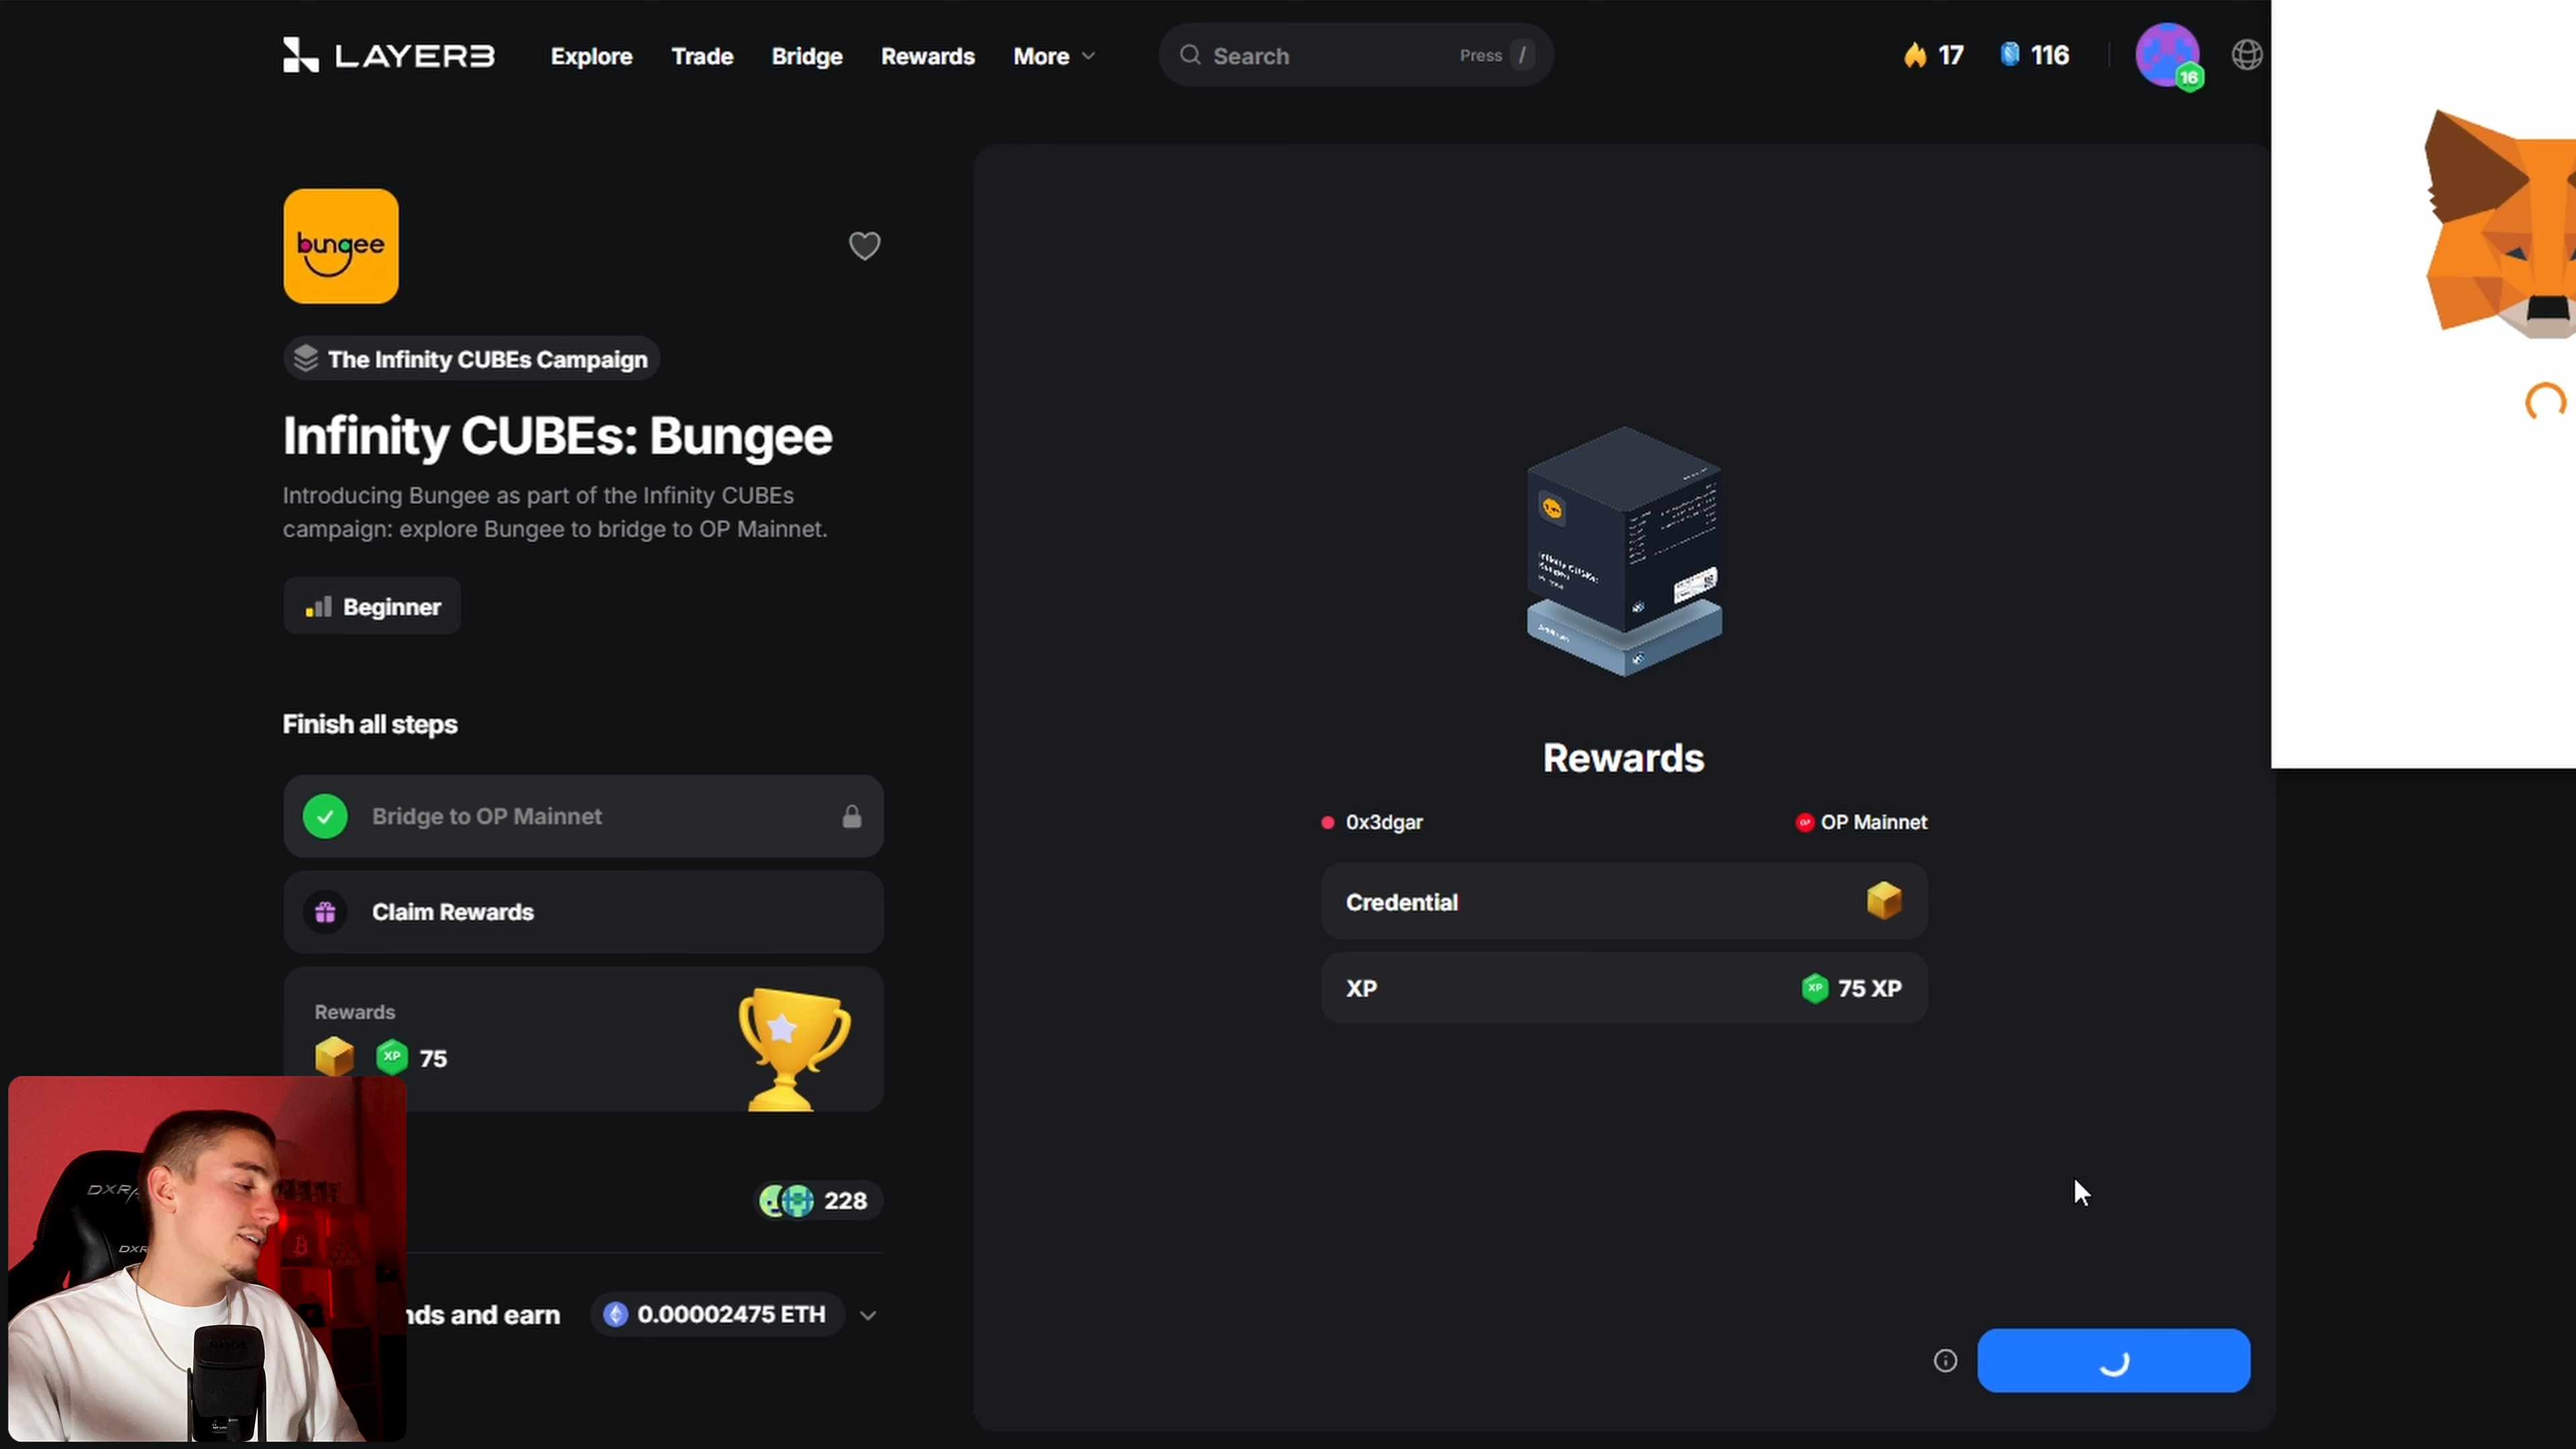 LAYER3
Explore
Trade
Bridge
Rewards
More
Search
Press /
17
116
16
bungee
The Infinity CUBEs Campaign
Infinity CUBEs: Bungee
Introducing Bungee as part of the Infinity CUBEs
campaign: explore Bungee to bridge to OP Mainnet.
Beginner
Finish all steps
Bridge to OP Mainnet
Claim Rewards
Rewards
XP 75
228
nds and earn
0.00002475 ETH
Rewards
0x3dgar
OP OP Mainnet
Credential
XP
XP 75 XP